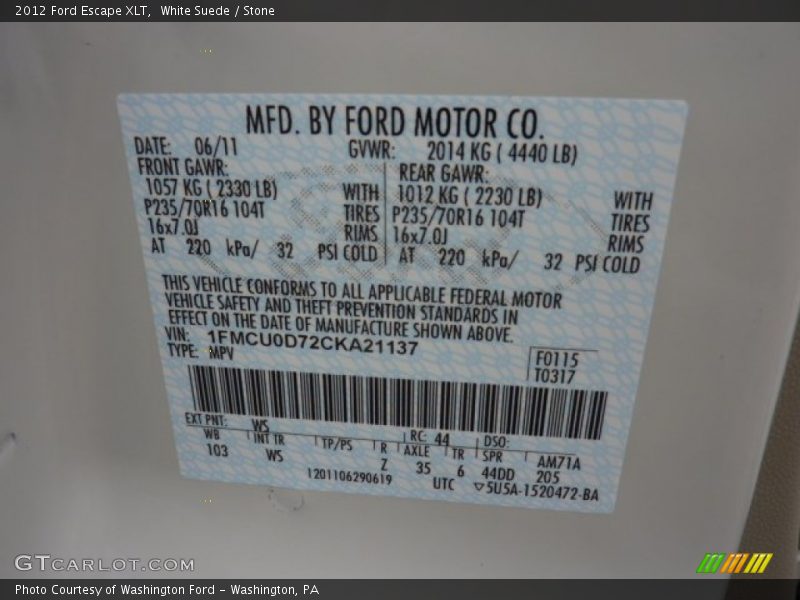 2012 Ford Escape XLT, White Suede / Stone
MFD. BY FORD MOTOR CO.
DATE: 06/11 GVWR: 2014 KG ( 4440 LB)
FRONT GAWR: REAR GAWR:
1057 KG ( 2330 LB) WITH 1012 KG ( 2230 LB) WITH
P235/70R16 104T TIRES P235/70R16 104T TIRES
16x7.0J RIMS 16x7.0J RIMS
AT 220 kPa/ 32 PSI COLD AT 220 kPa/ 32 PSI COLD
THIS VEHICLE CONFORMS TO ALL APPLICABLE FEDERAL MOTOR
VEHICLE SAFETY AND THEFT PREVENTION STANDARDS IN
EFFECT ON THE DATE OF MANUFACTURE SHOWN ABOVE.
VIN: 1FMCU0D72CKA21137
TYPE: MPV
F0115
T0317
EXT PNT: WS RC: 44 DSO:
WB INT TR TP/PS R AXLE TR SPR AM71A
103 WS Z 35 6 44DD 205
1201106290619 UTC ▽5U5A-1520472-BA
GTCARLOT.COM
Photo Courtesy of Washington Ford - Washington, PA